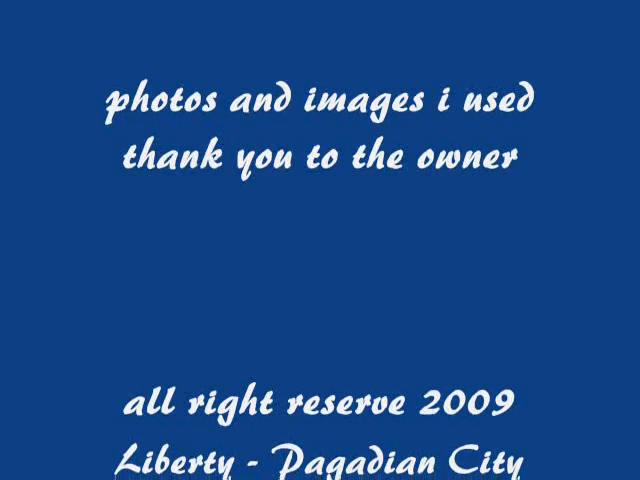 photos and images i used
thank you to the owner
all right reserve 2009
Liberty - Pagadian City